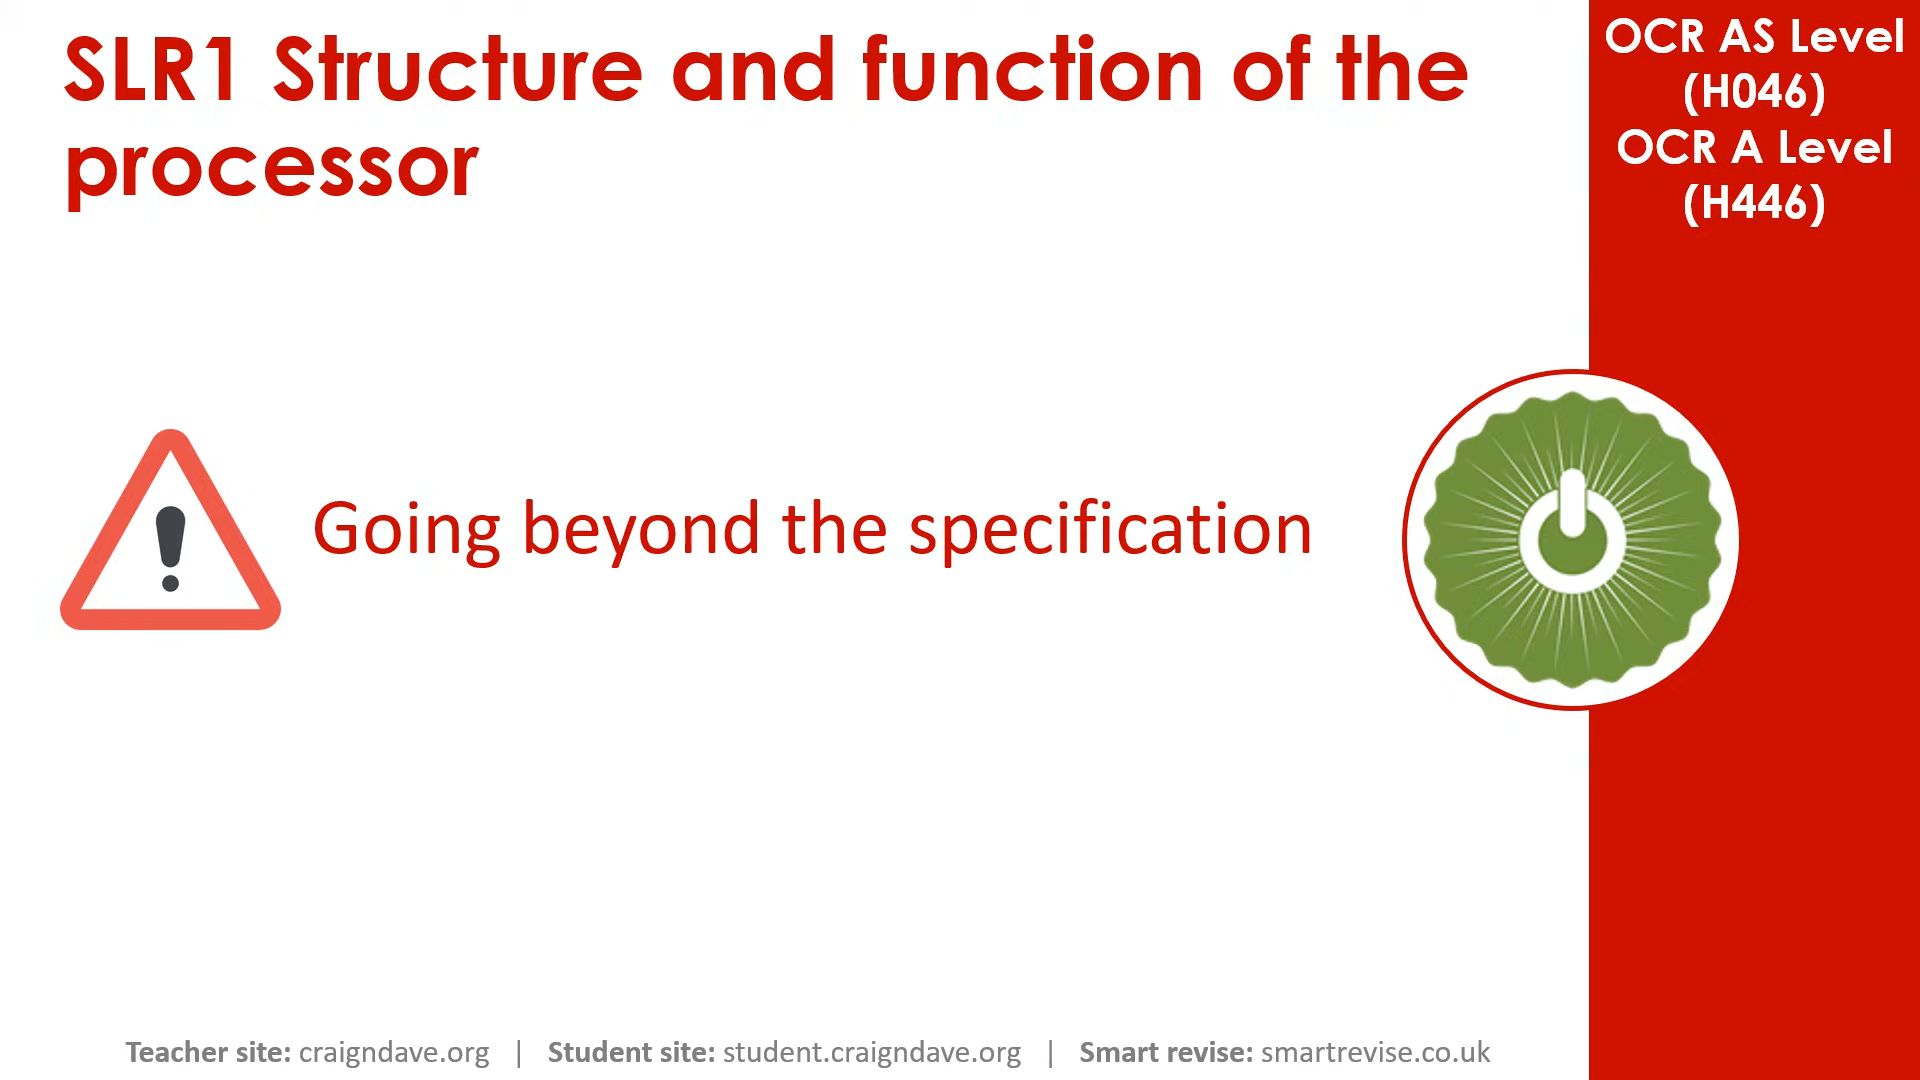 SLR1 Structure and function of the
processor
OCR AS Level
(H046)
OCR A Level
(H446)
Going beyond the specification
Teacher site: craigndave.org | Student site: student.craigndave.org | Smart revise: smartrevise.co.uk